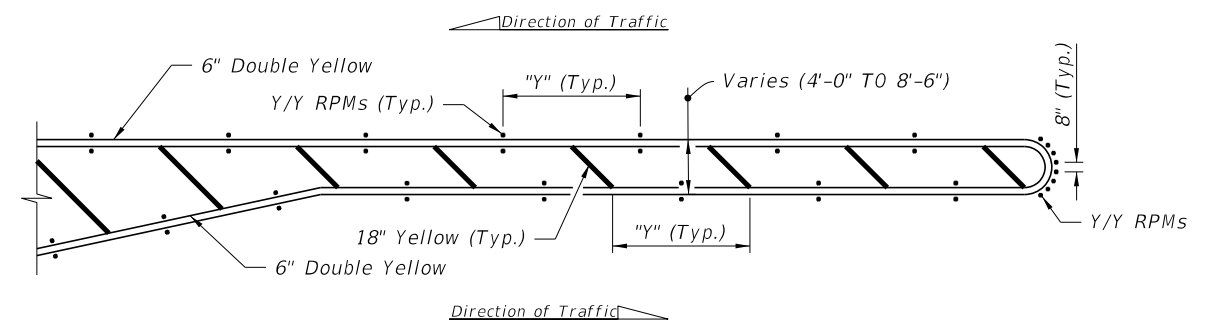 Direction of Traffic
6" Double Yellow
"Y" (Typ.)
Varies (4'-0" TO 8'-6")
8" (Typ.)
Y/Y RPMs (Typ.)
18" Yellow (Typ.)
"Y" (Typ.)
Y/Y RPMs
6" Double Yellow
Direction of Traffic